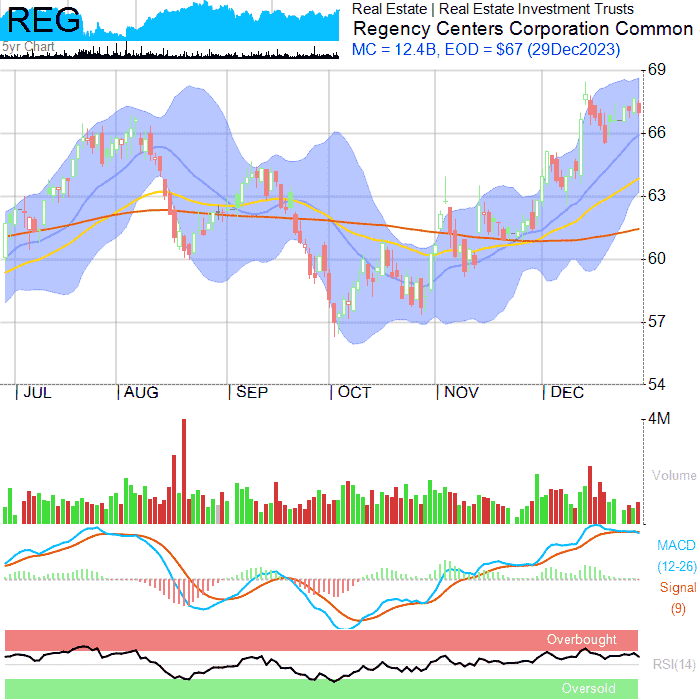 REG
5yr Chart
Real Estate | Real Estate Investment Trusts
Regency Centers Corporation Common
MC = 12.4B, EOD = $67 (29Dec2023)
69
66
63
60
57
54
JUL AUG SEP OCT NOV DEC
4M
Volume
MACD
(12-26)
Signal
(9)
Overbought
RSI(14)
Oversold